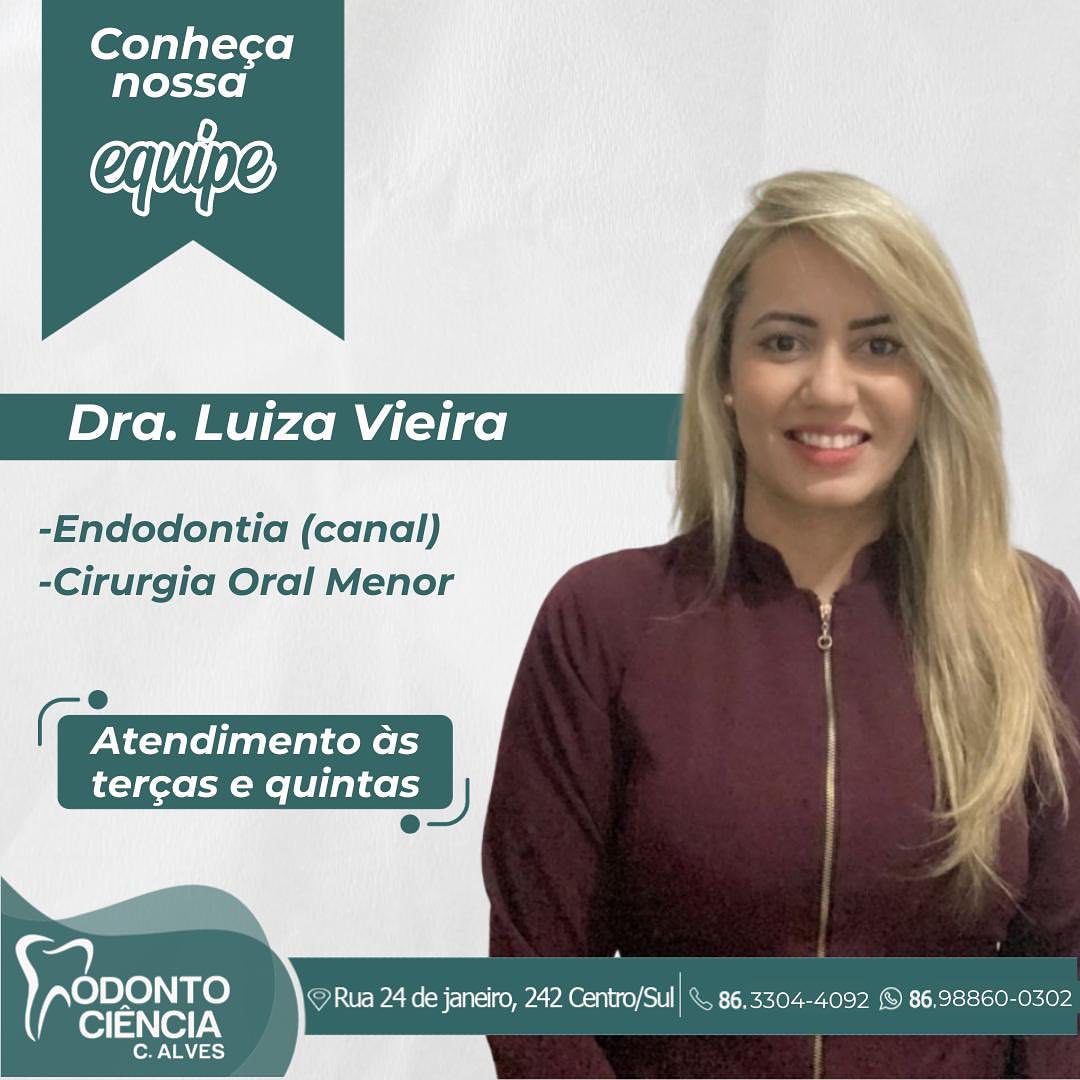 Conheça
nossa
equipe
Dra. Luiza Vieira
-Endodontia (canal)
-Cirurgia Oral Menor
Atendimento às
terças e quintas
ODONTO
CIÊNCIA
C. ALVES
Rua 24 de janeiro, 242 Centro/Sul
86.3304-4092
86.98860-0302